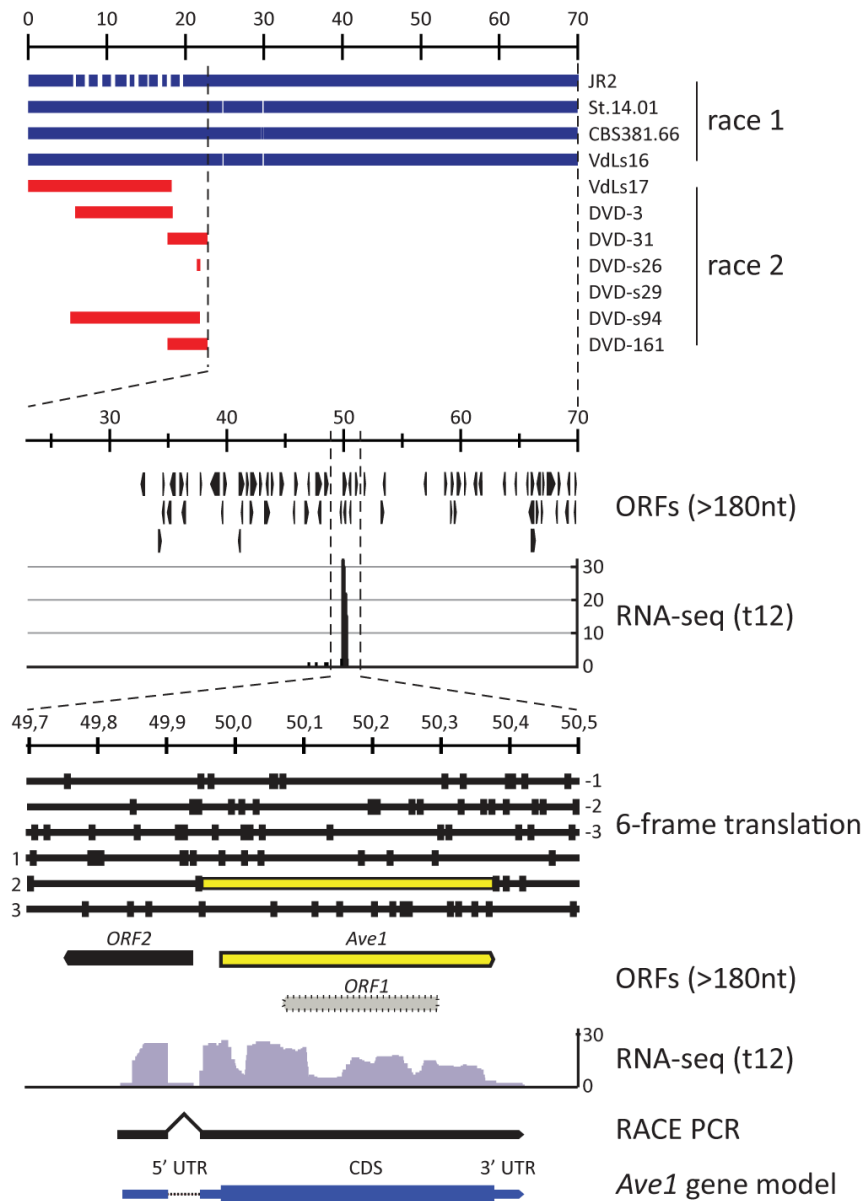 0 10 20 30 40 50 60 70
JR2
St.14.01
CBS381.66
VdLs16
race 1
VdLs17
DVD-3
DVD-31
DVD-s26
DVD-s29
DVD-s94
DVD-161
race 2
30 40 50 60 70
ORFs (>180nt)
30
20
10
0
RNA-seq (t12)
49,7 49,8 49,9 50,0 50,1 50,2 50,3 50,4 50,5
-1
-2
-3
1
2
3
6-frame translation
ORF2 Ave1
ORF1
ORFs (>180nt)
30
0
RNA-seq (t12)
RACE PCR
5' UTR CDS 3' UTR
Ave1 gene model